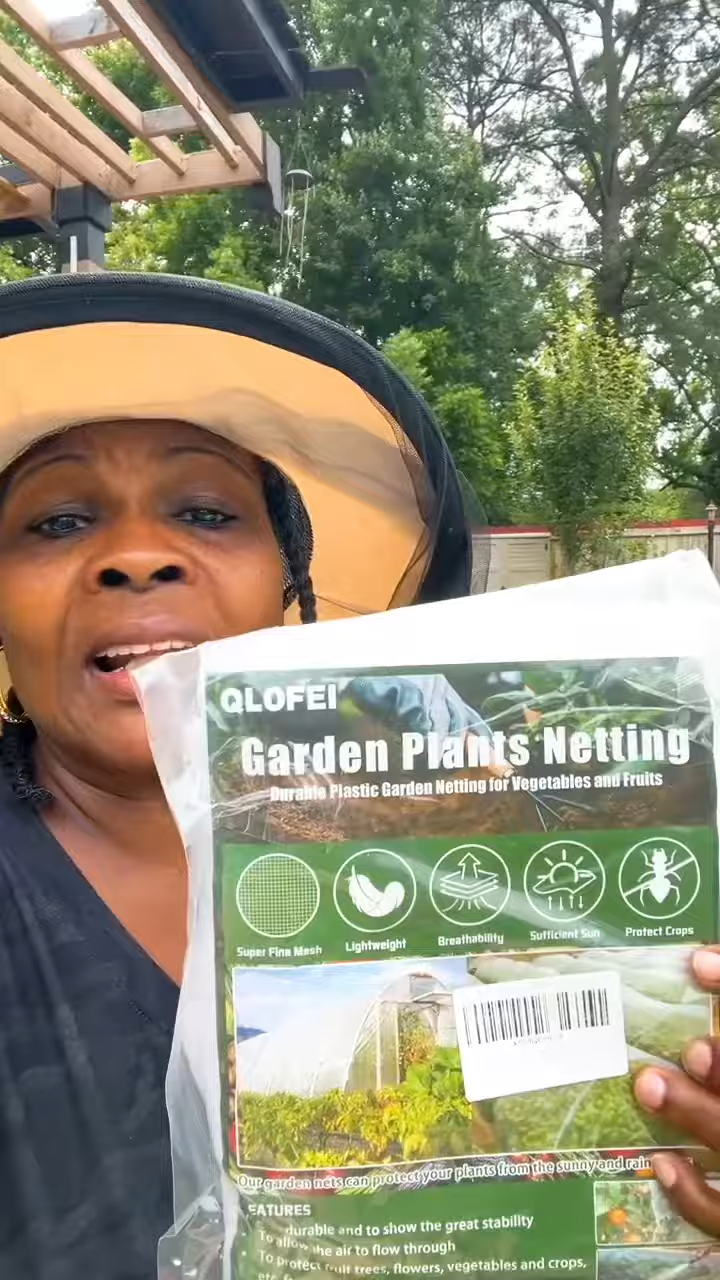 QLOFEI
Garden Plants Netting
Durable Plastic Garden Netting for Vegetables and Fruits
Super Fine Mesh
Lightweight
Breathability
Sufficient Sun
Protect Crops
Our garden nets can protect your plants from the sunny and rain
EATURES
durable and to show the great stability
To allow the air to flow through
To protect fruit trees, flowers, vegetables and crops,
etc.